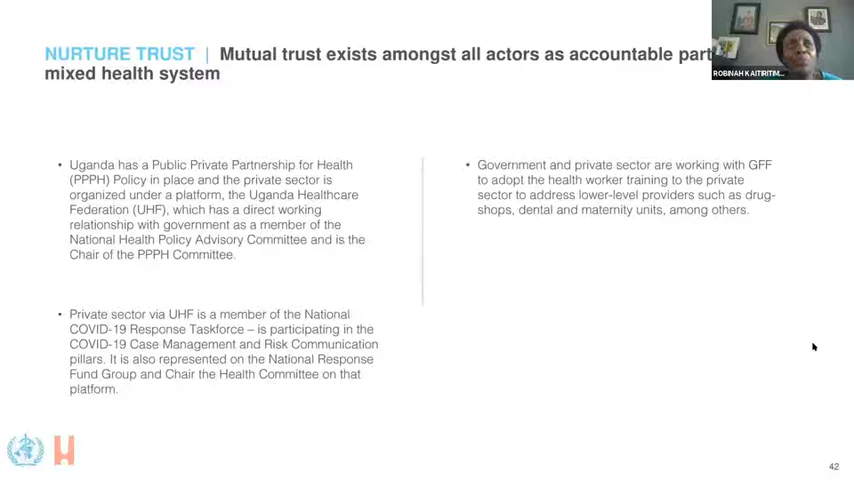 NURTURE TRUST | Mutual trust exists amongst all actors as accountable
mixed health system
ROBINAH KAITIRITIM...
• Uganda has a Public Private Partnership for Health
(PPPH) Policy in place and the private sector is
organized under a platform, the Uganda Healthcare
Federation (UHF), which has a direct working
relationship with government as a member of the
National Health Policy Advisory Committee and is the
Chair of the PPPH Committee.
• Private sector via UHF is a member of the National
COVID-19 Response Taskforce – is participating in the
COVID-19 Case Management and Risk Communication
pillars. It is also represented on the National Response
Fund Group and Chair the Health Committee on that
platform.
• Government and private sector are working with GFF
to adopt the health worker training to the private
sector to address lower-level providers such as drug-
shops, dental and maternity units, among others.
42